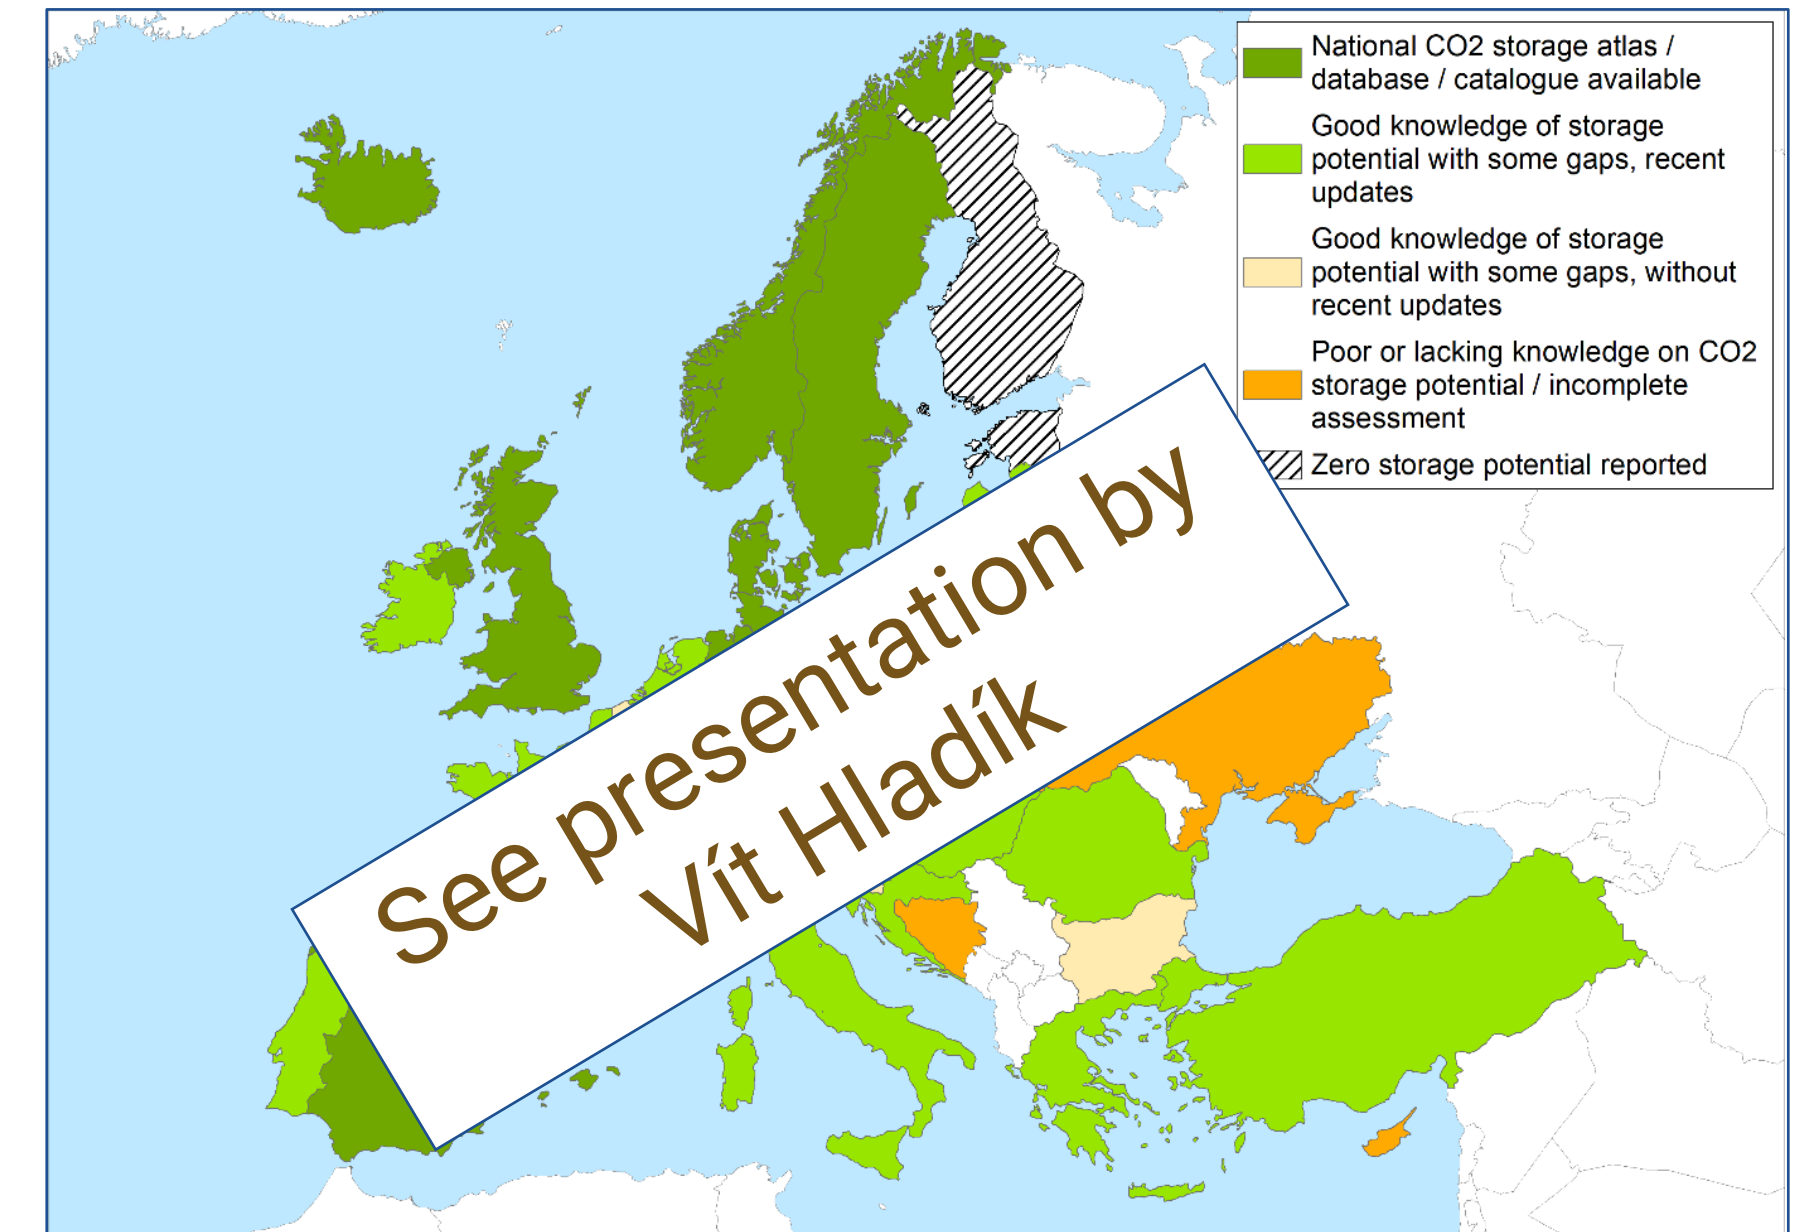 National CO2 storage atlas /
database / catalogue available
Good knowledge of storage
potential with some gaps, recent
updates
Good knowledge of storage
potential with some gaps, without
recent updates
Poor or lacking knowledge on CO2
storage potential / incomplete
assessment
Zero storage potential reported
See presentation by
Vít Hladík